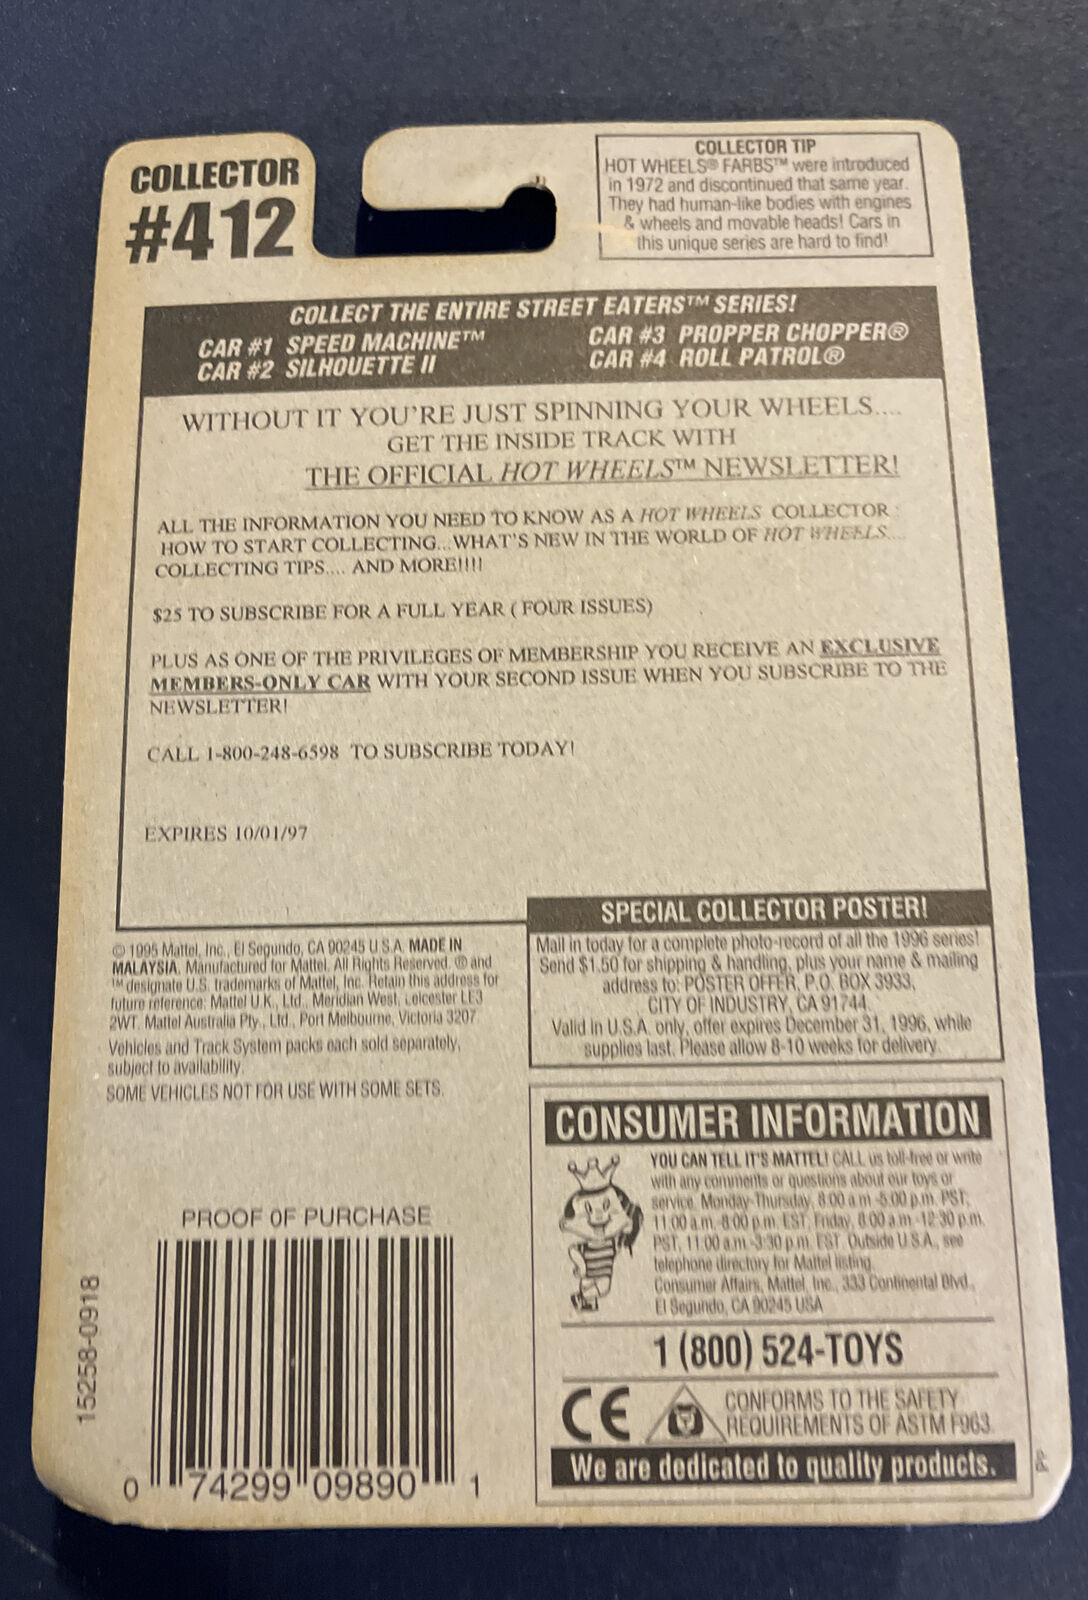 COLLECTOR
#412
COLLECTOR TIP
HOT WHEELS® FARBS™ were introduced
in 1972 and discontinued that same year.
They had human-like bodies with engines
& wheels and movable heads! Cars in
this unique series are hard to find!
COLLECT THE ENTIRE STREET EATERS™ SERIES!
CAR #1 SPEED MACHINE™
CAR #2 SILHOUETTE II
CAR #3 PROPPER CHOPPER®
CAR #4 ROLL PATROL®
WITHOUT IT YOU'RE JUST SPINNING YOUR WHEELS....
GET THE INSIDE TRACK WITH
THE OFFICIAL HOT WHEELS™ NEWSLETTER!
ALL THE INFORMATION YOU NEED TO KNOW AS A HOT WHEELS COLLECTOR :
HOW TO START COLLECTING...WHAT'S NEW IN THE WORLD OF HOT WHEELS....
COLLECTING TIPS.... AND MORE!!!!
$25 TO SUBSCRIBE FOR A FULL YEAR ( FOUR ISSUES)
PLUS AS ONE OF THE PRIVILEGES OF MEMBERSHIP YOU RECEIVE AN EXCLUSIVE
MEMBERS-ONLY CAR WITH YOUR SECOND ISSUE WHEN YOU SUBSCRIBE TO THE
NEWSLETTER!
CALL 1-800-248-6598 TO SUBSCRIBE TODAY!
EXPIRES 10/01/97
SPECIAL COLLECTOR POSTER!
Mail in today for a complete photo-record of all the 1996 series!
Send $1.50 for shipping & handling, plus your name & mailing
address to: POSTER OFFER, P.O. BOX 3933,
CITY OF INDUSTRY, CA 91744.
Valid in U.S.A. only, offer expires December 31, 1996, while
supplies last. Please allow 8-10 weeks for delivery.
© 1995 Mattel, Inc., El Segundo, CA 90245 U.S.A. MADE IN
MALAYSIA. Manufactured for Mattel. All Rights Reserved. ® and
™ designate U.S. trademarks of Mattel, Inc. Retain this address for
future reference: Mattel U.K., Ltd., Meridian West, Leicester LE3
2WT. Mattel Australia Pty., Ltd., Port Melbourne, Victoria 3207.
Vehicles and Track System packs each sold separately,
subject to availability.
SOME VEHICLES NOT FOR USE WITH SOME SETS.
CONSUMER INFORMATION
YOU CAN TELL IT'S MATTEL! CALL us toll-free or write
with any comments or questions about our toys or
service. Monday-Thursday, 8:00 a.m.-5:00 p.m. PST,
11:00 a.m.-8:00 p.m. EST, Friday, 8:00 a.m.-12:30 p.m.
PST, 11:00 a.m.-3:30 p.m. EST. Outside U.S.A., see
telephone directory for Mattel listing.
Consumer Affairs, Mattel, Inc., 333 Continental Blvd.,
El Segundo, CA 90245 USA
1 (800) 524-TOYS
CE
CONFORMS TO THE SAFETY
REQUIREMENTS OF ASTM F963.
We are dedicated to quality products.
PROOF OF PURCHASE
0 74299 09890 1
15258-0918